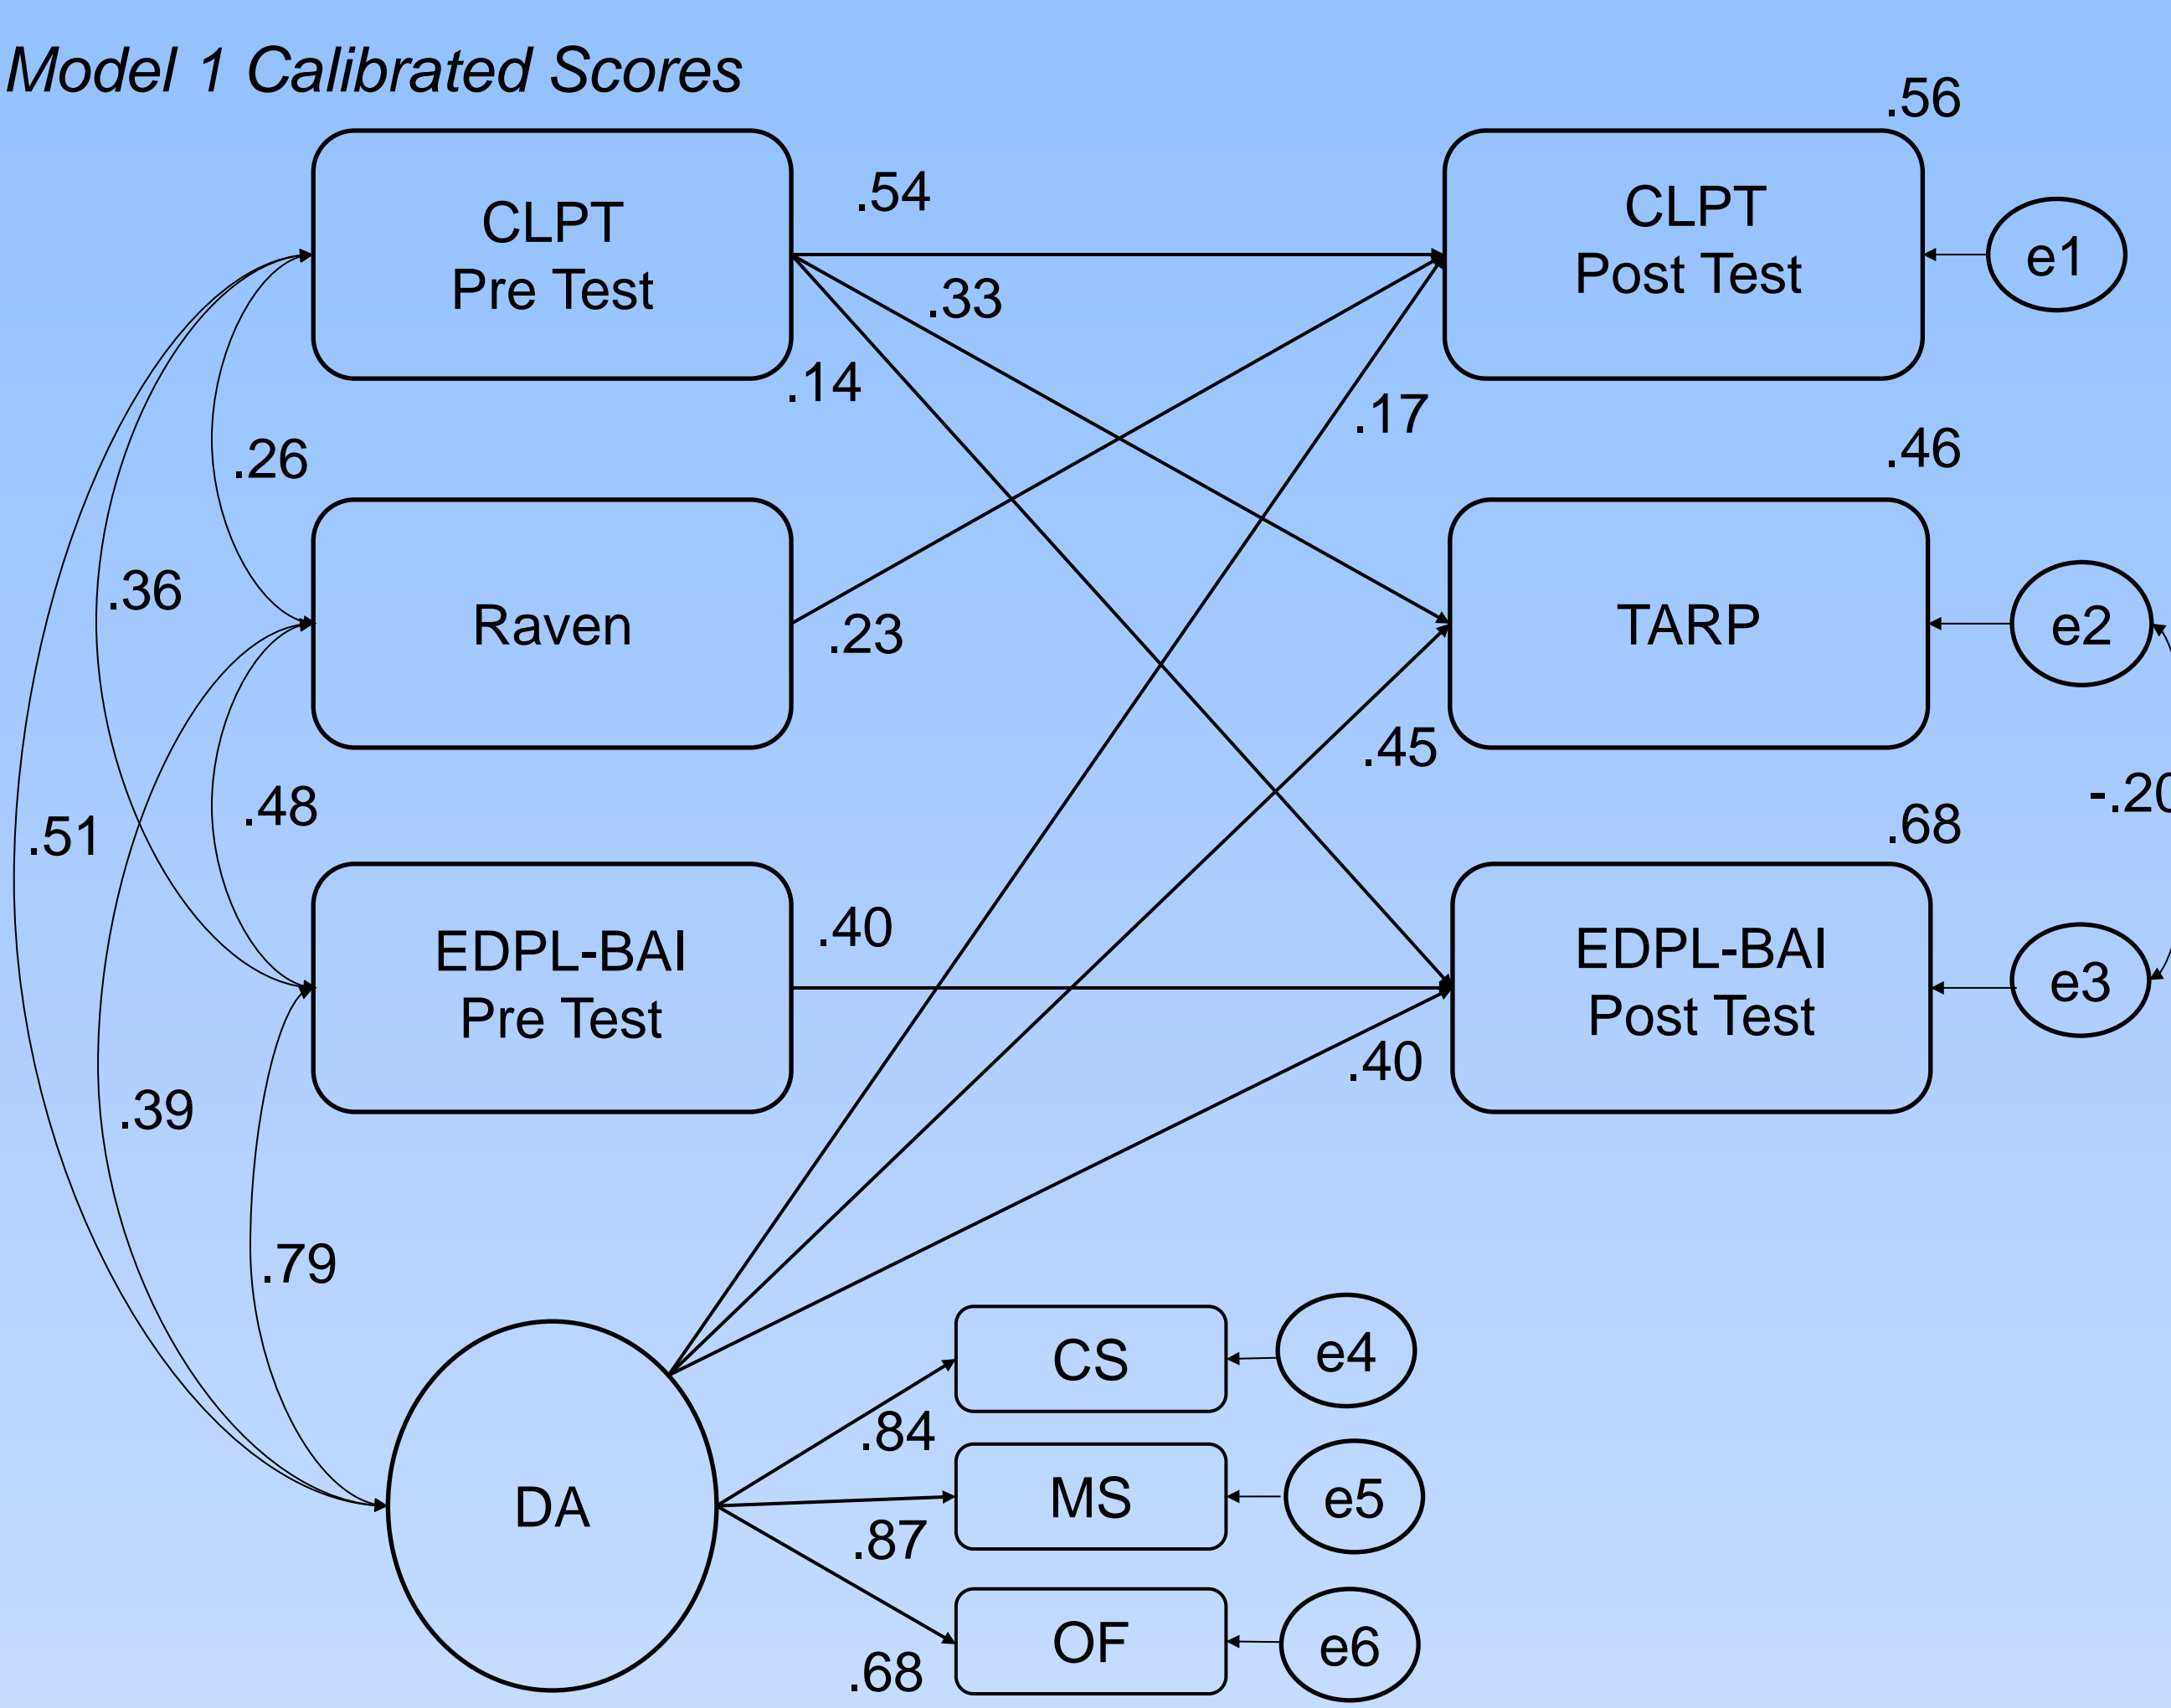 Model 1 Calibrated Scores
.56
CLPT
Pre Test
.54
CLPT
Post Test
e1
.33
.14
.17
.26
.46
.36
Raven
.23
TARP
e2
.45
.48
.51
-.20
.68
EDPL-BAI
Pre Test
.40
EDPL-BAI
Post Test
e3
.40
.39
.79
CS
e4
.84
DA
MS
e5
.87
OF
e6
.68